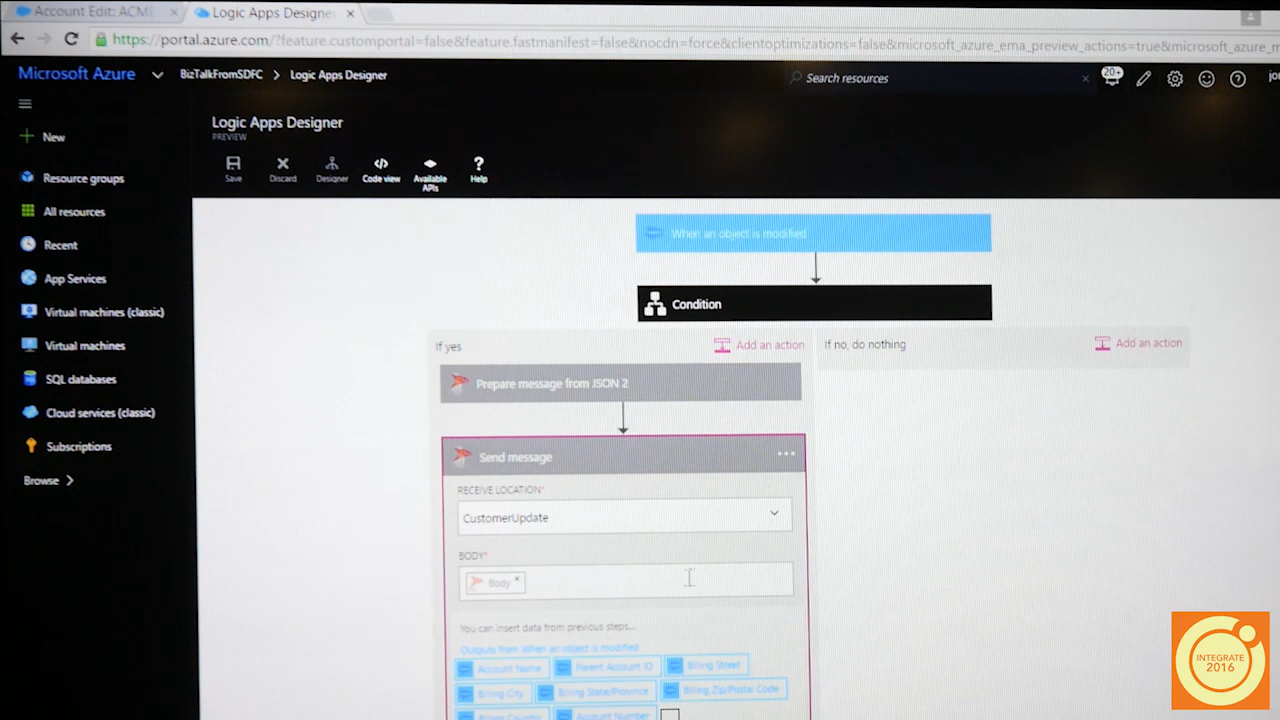 Account Edit: ACME
Logic Apps Designe
https://portal.azure.com/?feature.customportal=false&feature.fastmanifest=false&nocdn=force&clientoptimizations=false&microsoft_azure_ema_preview_actions=true&microsoft_azure_m
Microsoft Azure
BizTalkFromSDFC > Logic Apps Designer
Search resources
20+
New
Logic Apps Designer
PREVIEW
Save
Discard
Designer
Code view
Available APIs
Help
Resource groups
All resources
Recent
App Services
Virtual machines (classic)
Virtual machines
SQL databases
Cloud services (classic)
Subscriptions
Browse >
When an object is modified
Condition
If yes
Add an action
If no, do nothing
Add an action
Prepare message from JSON 2
Send message
RECEIVE LOCATION*
CustomerUpdate
BODY*
Body ×
You can insert data from previous steps...
Outputs from When an object is modified
Account Name
Parent Account ID
Billing Street
Billing City
Billing State/Province
Billing Zip/Postal Code
Billing Country
Account Number
INTEGRATE
2016